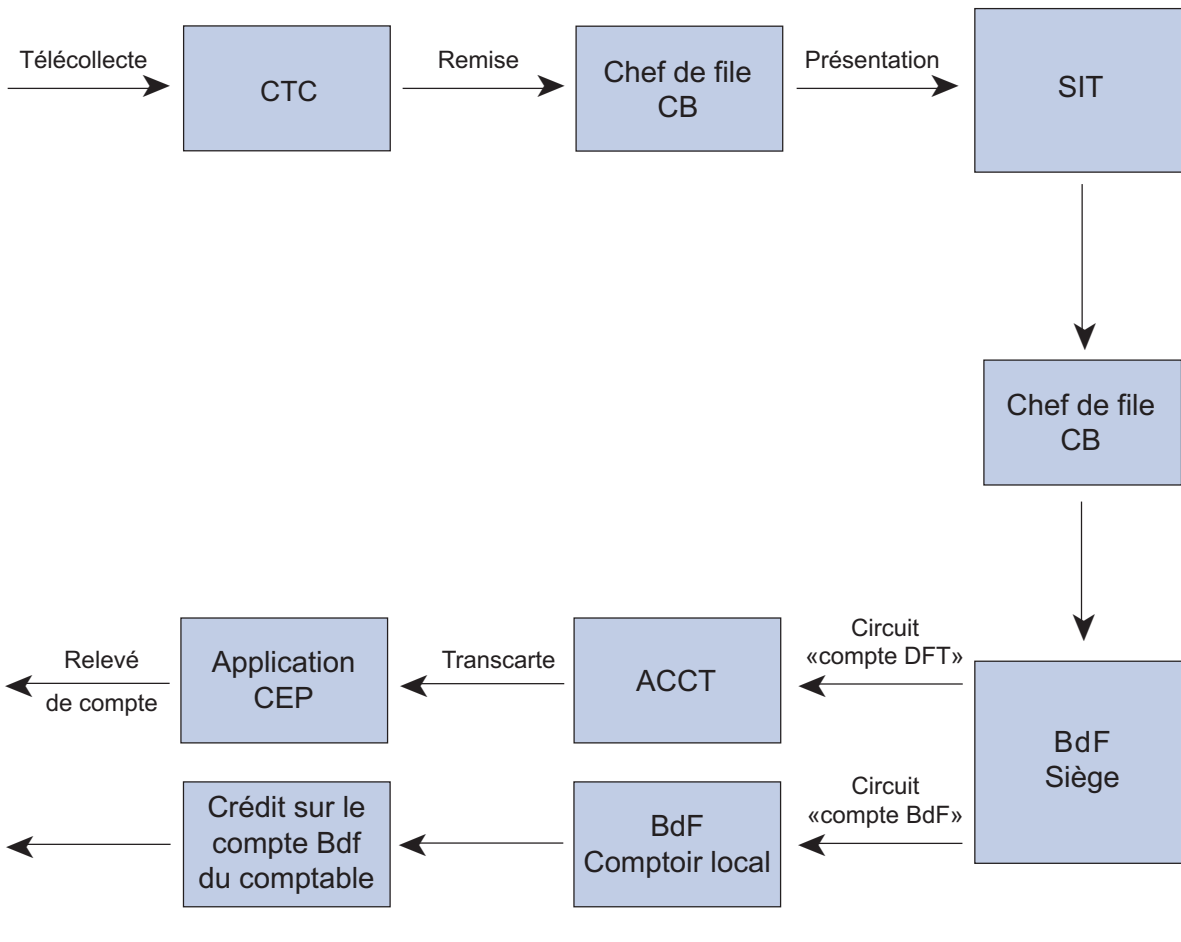 Télécollecte
CTC
Remise
Chef de file
CB
Présentation
SIT
Chef de file
CB
Relevé
de compte
Application
CEP
Transcarte
ACCT
Circuit
«compte DFT»
BdF
Siège
Crédit sur le
compte Bdf
du comptable
BdF
Comptoir local
Circuit
«compte BdF»